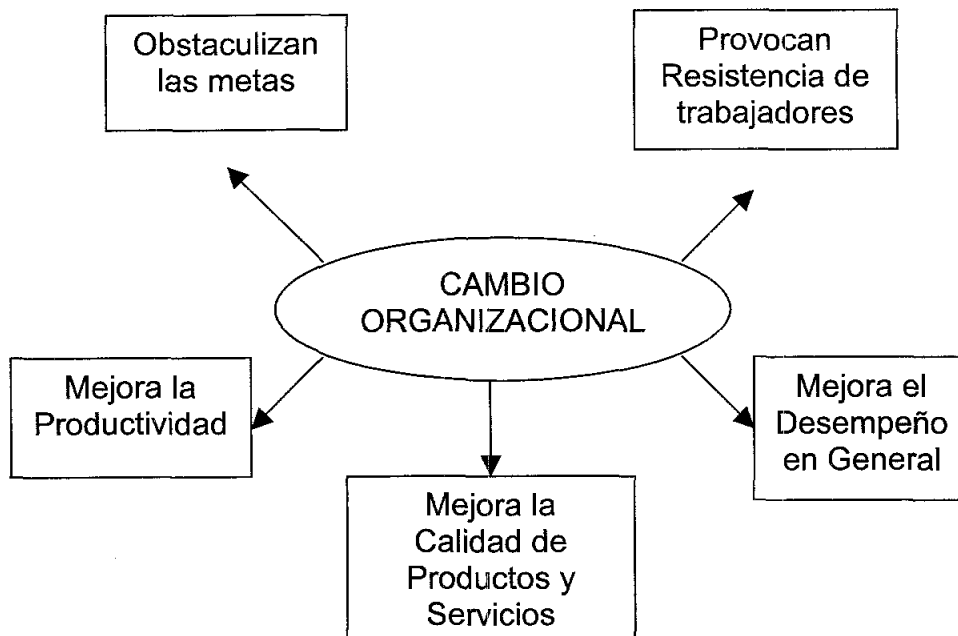 Obstaculizan
las metas
Provocan
Resistencia de
trabajadores
CAMBIO
ORGANIZACIONAL
Mejora la
Productividad
Mejora el
Desempeño
en General
Mejora la
Calidad de
Productos y
Servicios